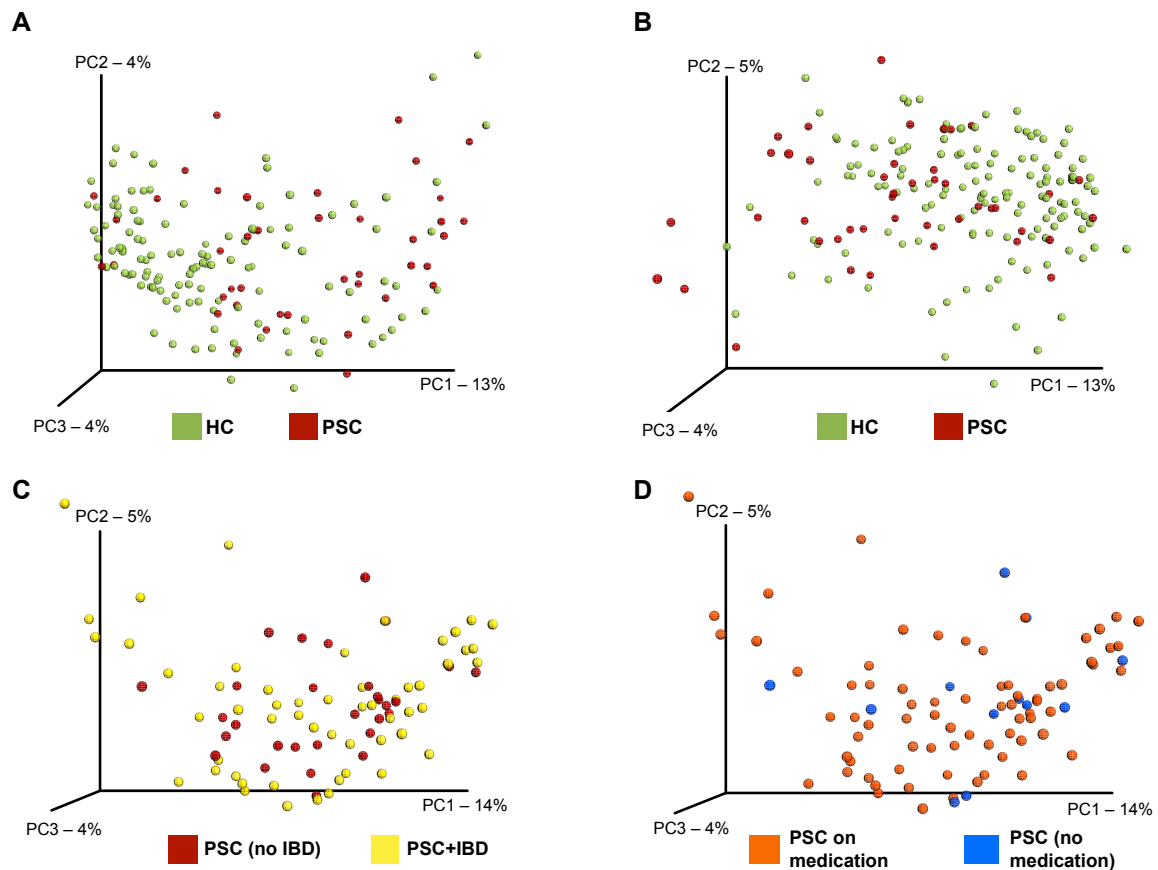 A
PC2 – 4%
PC1 – 13%
PC3 – 4%
HC
PSC
B
PC2 – 5%
PC1 – 13%
PC3 – 4%
HC
PSC
C
PC2 – 5%
PC1 – 14%
PC3 – 4%
PSC (no IBD)
PSC+IBD
D
PC2 – 5%
PC1 – 14%
PC3 – 4%
PSC on
medication
PSC (no
medication)